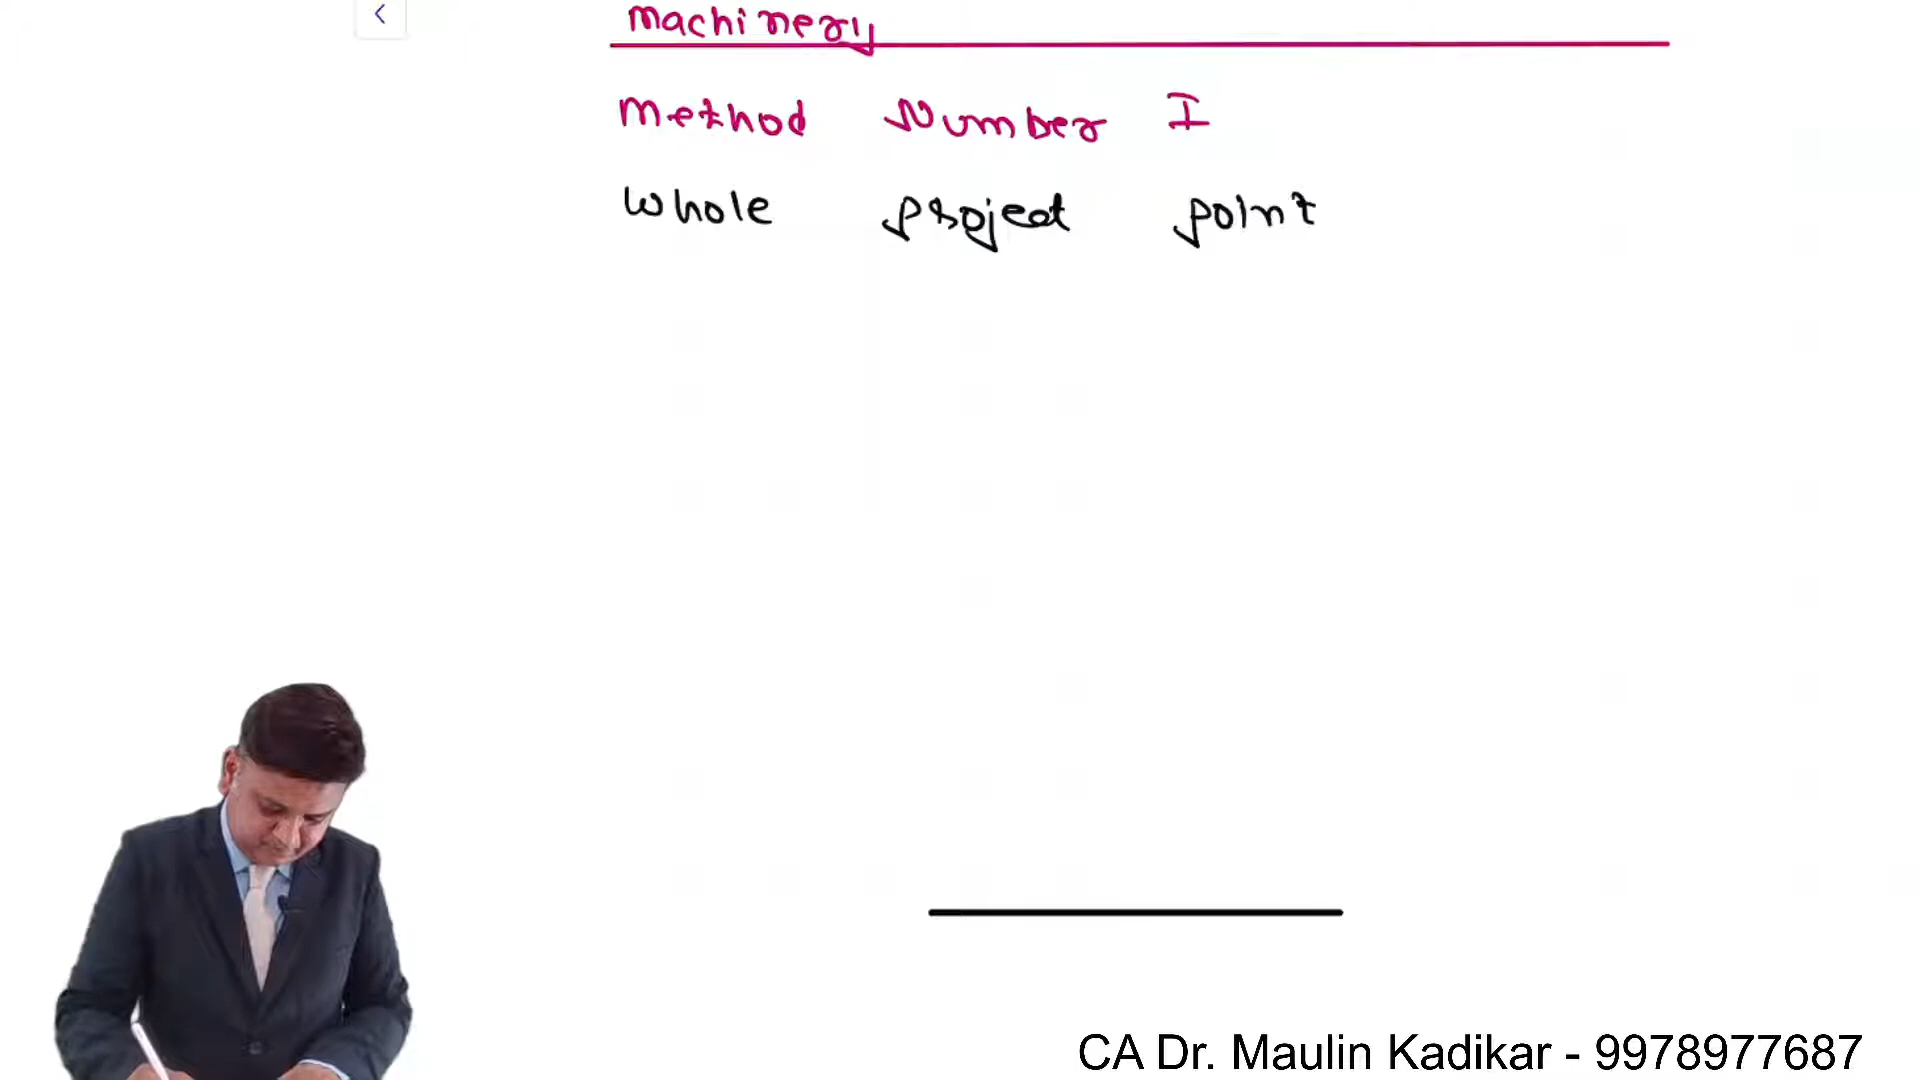 Machinery
Method Number I
Whole project point
CA Dr. Maulin Kadikar - 9978977687